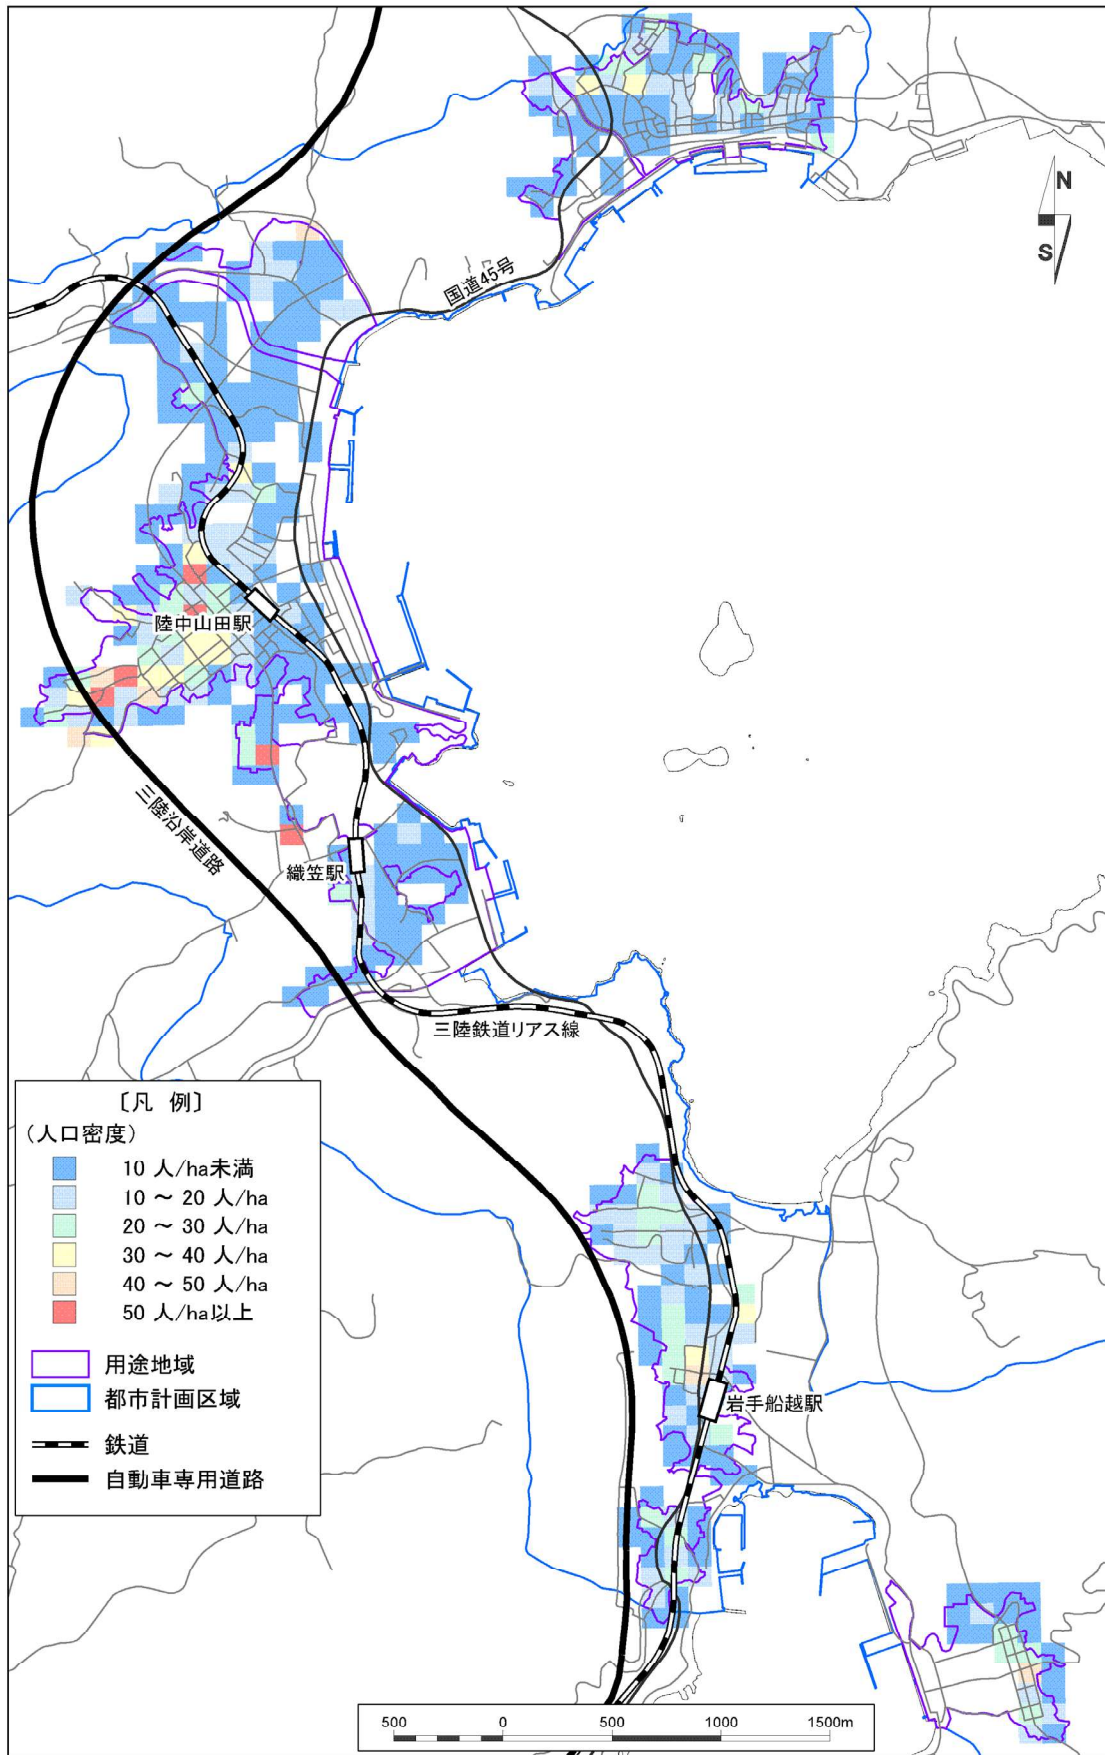 N
S
国道45号
陸中山田駅
三陸沿岸道路
織笠駅
三陸鉄道リアス線
岩手船越駅
〔凡 例〕
（人口密度）
10 人/ha未満
10 ～ 20 人/ha
20 ～ 30 人/ha
30 ～ 40 人/ha
40 ～ 50 人/ha
50 人/ha以上
用途地域
都市計画区域
鉄道
自動車専用道路
500 0 500 1000 1500m